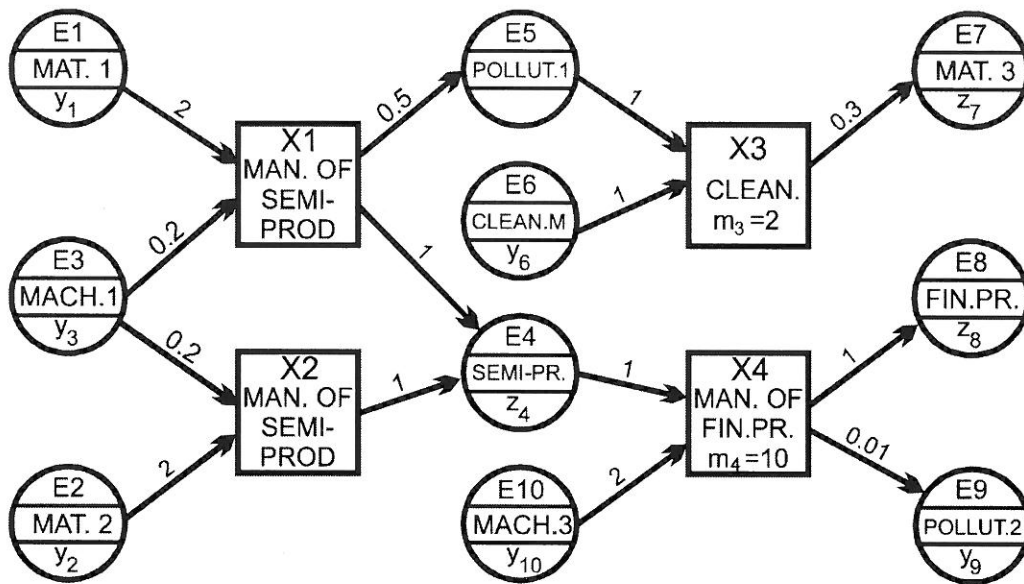 E1
MAT. 1
y1
2
E3
MACH.1
y3
0.2
0.2
E2
MAT. 2
y2
2
X1
MAN. OF
SEMI-
PROD
0.5
1
X2
MAN. OF
SEMI-
PROD
1
E5
POLLUT.1
1
E6
CLEAN.M
y6
1
E4
SEMI-PR.
z4
1
E10
MACH.3
y10
2
X3
CLEAN.
m3=2
0.3
X4
MAN. OF
FIN.PR.
m4=10
1
0.01
E7
MAT. 3
z7
E8
FIN.PR.
z8
E9
POLLUT.2
y9